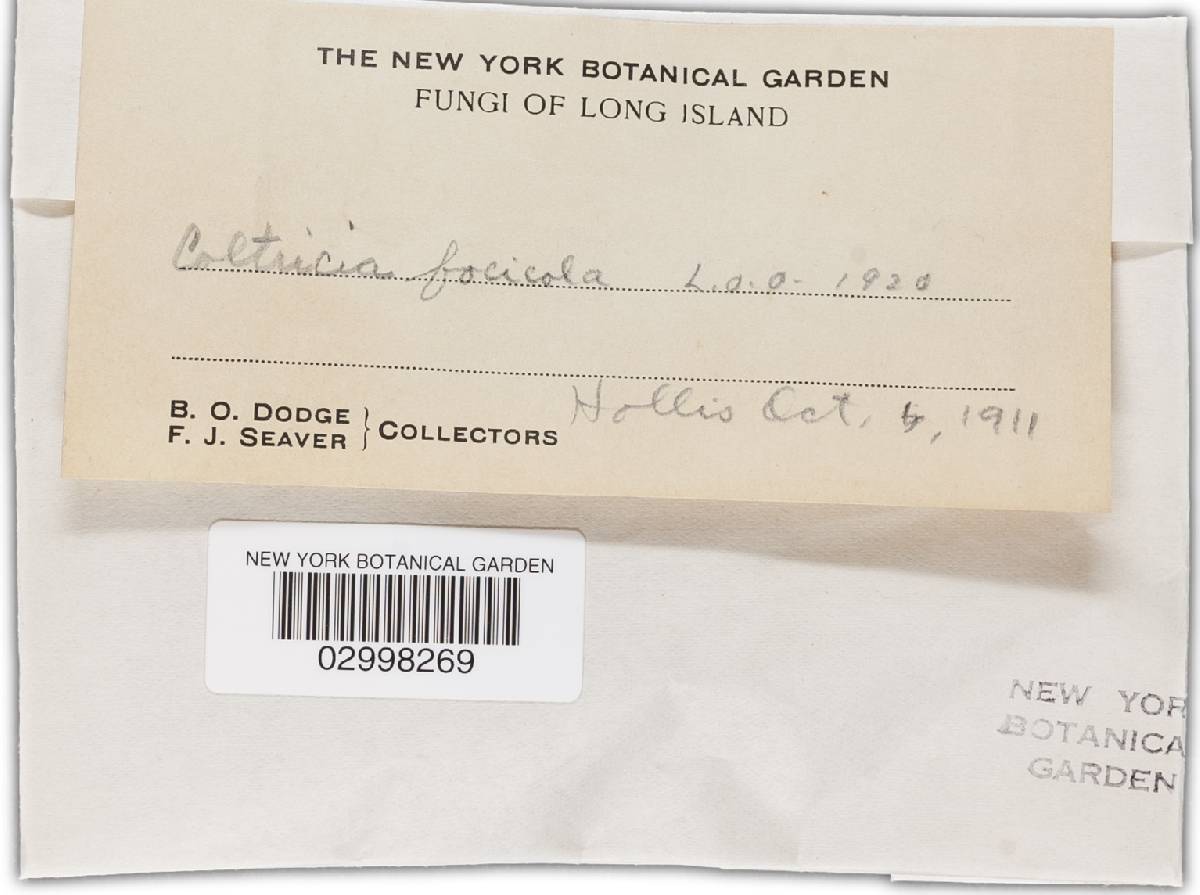 THE NEW YORK BOTANICAL GARDEN
FUNGI OF LONG ISLAND
Coltricia focicola L.O.O. 1920
Hollis Oct. 6, 1911
B. O. DODGE
F. J. SEAVER } COLLECTORS
NEW YORK BOTANICAL GARDEN
02998269
NEW YOR
BOTANICA
GARDEN